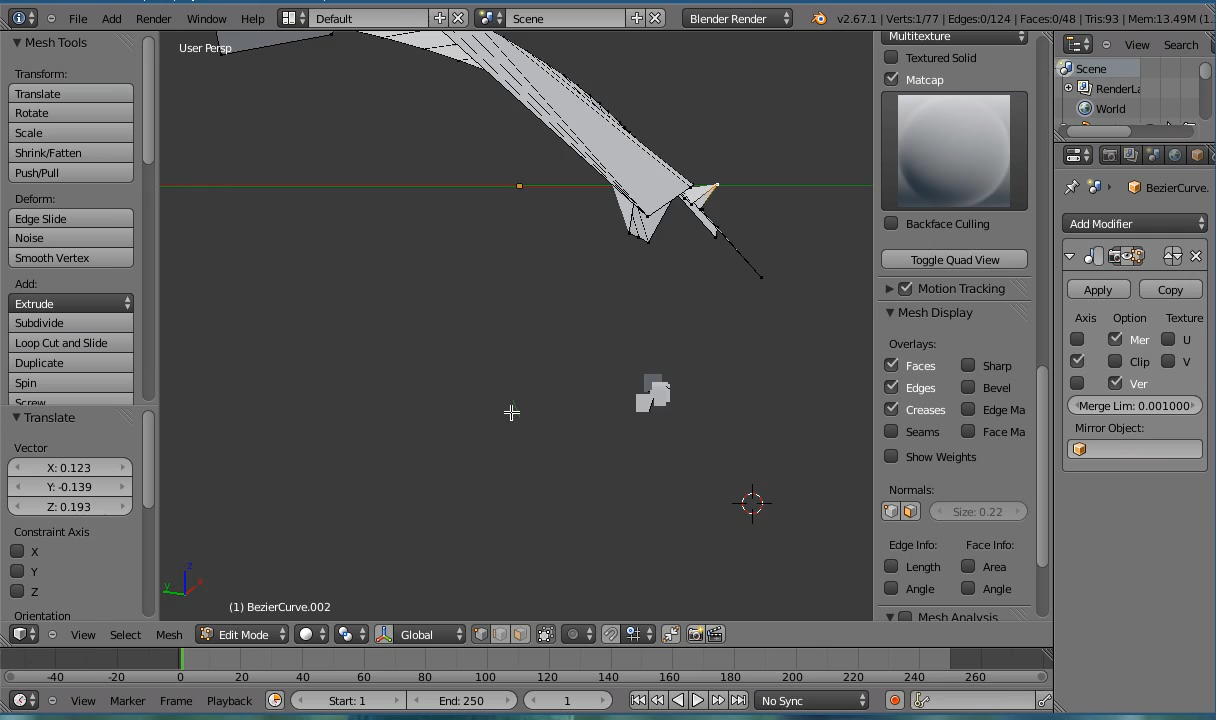 File Add Render Window Help Default Scene Blender Render v2.67.1 | Verts:1/77 | Edges:0/124 | Faces:0/48 | Tris:93 | Mem:13.49M (1.
Mesh Tools
Transform:
Translate
Rotate
Scale
Shrink/Fatten
Push/Pull
Deform:
Edge Slide
Noise
Smooth Vertex
Add:
Extrude
Subdivide
Loop Cut and Slide
Duplicate
Spin
Screw
Translate
Vector
X: 0.123
Y: -0.139
Z: 0.193
Constraint Axis
X
Y
Z
Orientation
User Persp
z
y
x
(1) BezierCurve.002
View Select Mesh Edit Mode Global
Multitexture
Textured Solid
Matcap
Backface Culling
Toggle Quad View
Motion Tracking
Mesh Display
Overlays:
Faces Sharp
Edges Bevel
Creases Edge Ma
Seams Face Ma
Show Weights
Normals:
Size: 0.22
Edge Info: Face Info:
Length Area
Angle Angle
Mesh Analysis
View Search
Scene
RenderLa
World
BezierCurve.
Add Modifier
Apply Copy
Axis Option Texture
Mer U
Clip V
Ver
Merge Lim: 0.001000
Mirror Object:
-40 -20 0 20 40 60 80 100 120 140 160 180 200 220 240 260
View Marker Frame Playback Start: 1 End: 250 1 No Sync